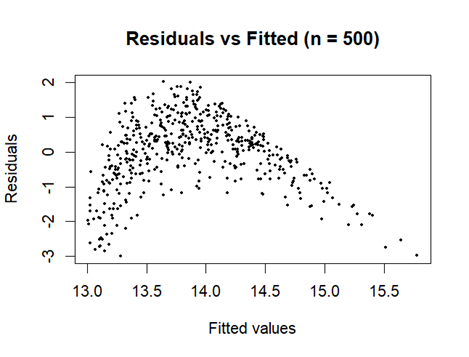 Residuals vs Fitted (n = 500)
Residuals
2
1
0
-1
-2
-3
13.0 13.5 14.0 14.5 15.0 15.5
Fitted values